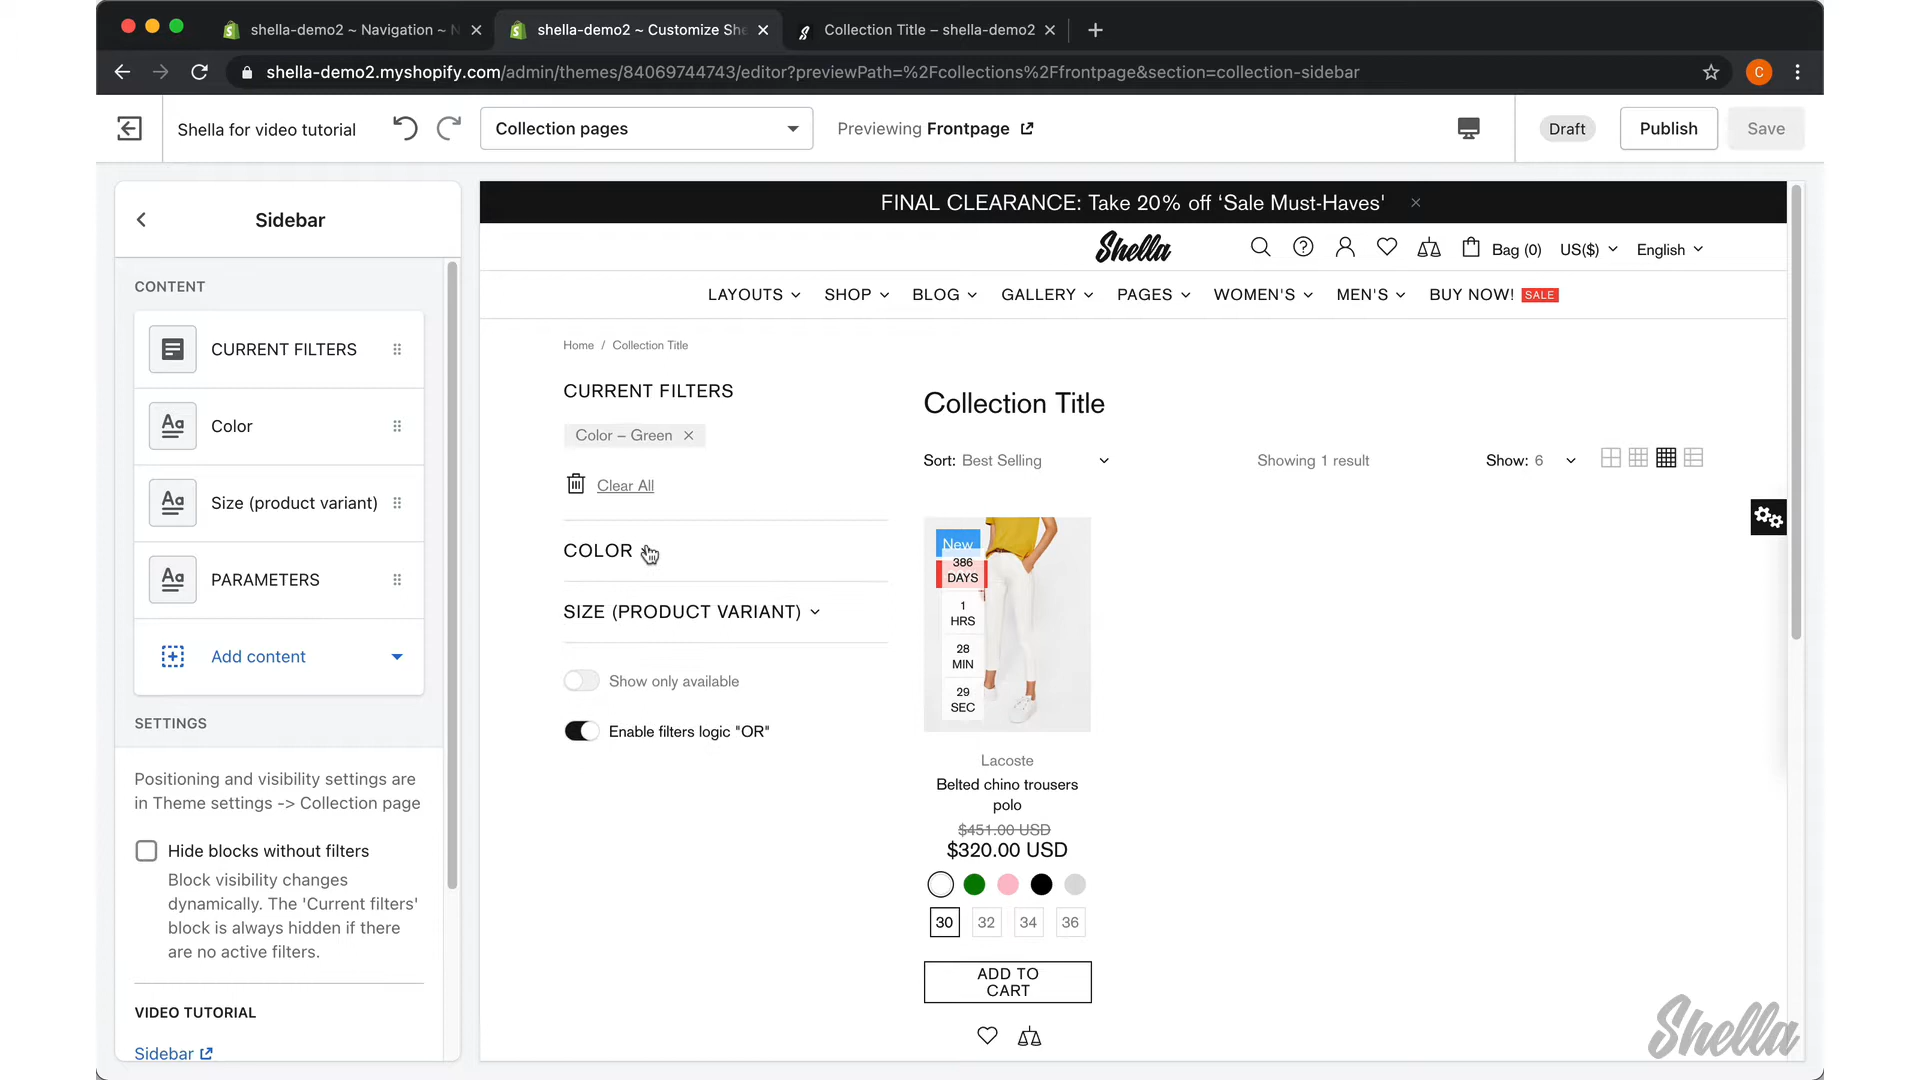 shella-demo2 ~ Navigation ~ N
shella-demo2 ~ Customize She
Collection Title – shella-demo2
shella-demo2.myshopify.com/admin/themes/84069744743/editor?previewPath=%2Fcollections%2Ffrontpage&section=collection-sidebar
C
Shella for video tutorial
Collection pages
Previewing Frontpage
Draft
Publish
Save
Sidebar
CONTENT
CURRENT FILTERS
Color
Size (product variant)
PARAMETERS
Add content
SETTINGS
Positioning and visibility settings are
in Theme settings -> Collection page
Hide blocks without filters
Block visibility changes
dynamically. The 'Current filters'
block is always hidden if there
are no active filters.
VIDEO TUTORIAL
Sidebar
FINAL CLEARANCE: Take 20% off ‘Sale Must-Haves'
Shella
Bag (0)
US($)
English
LAYOUTS
SHOP
BLOG
GALLERY
PAGES
WOMEN'S
MEN'S
BUY NOW!
SALE
Home / Collection Title
CURRENT FILTERS
Color – Green
Clear All
COLOR
SIZE (PRODUCT VARIANT)
Show only available
Enable filters logic "OR"
Collection Title
Sort: Best Selling
Showing 1 result
Show: 6
New
386
DAYS
1
HRS
28
MIN
29
SEC
Lacoste
Belted chino trousers
polo
$451.00 USD
$320.00 USD
30
32
34
36
ADD TO
CART
Shella